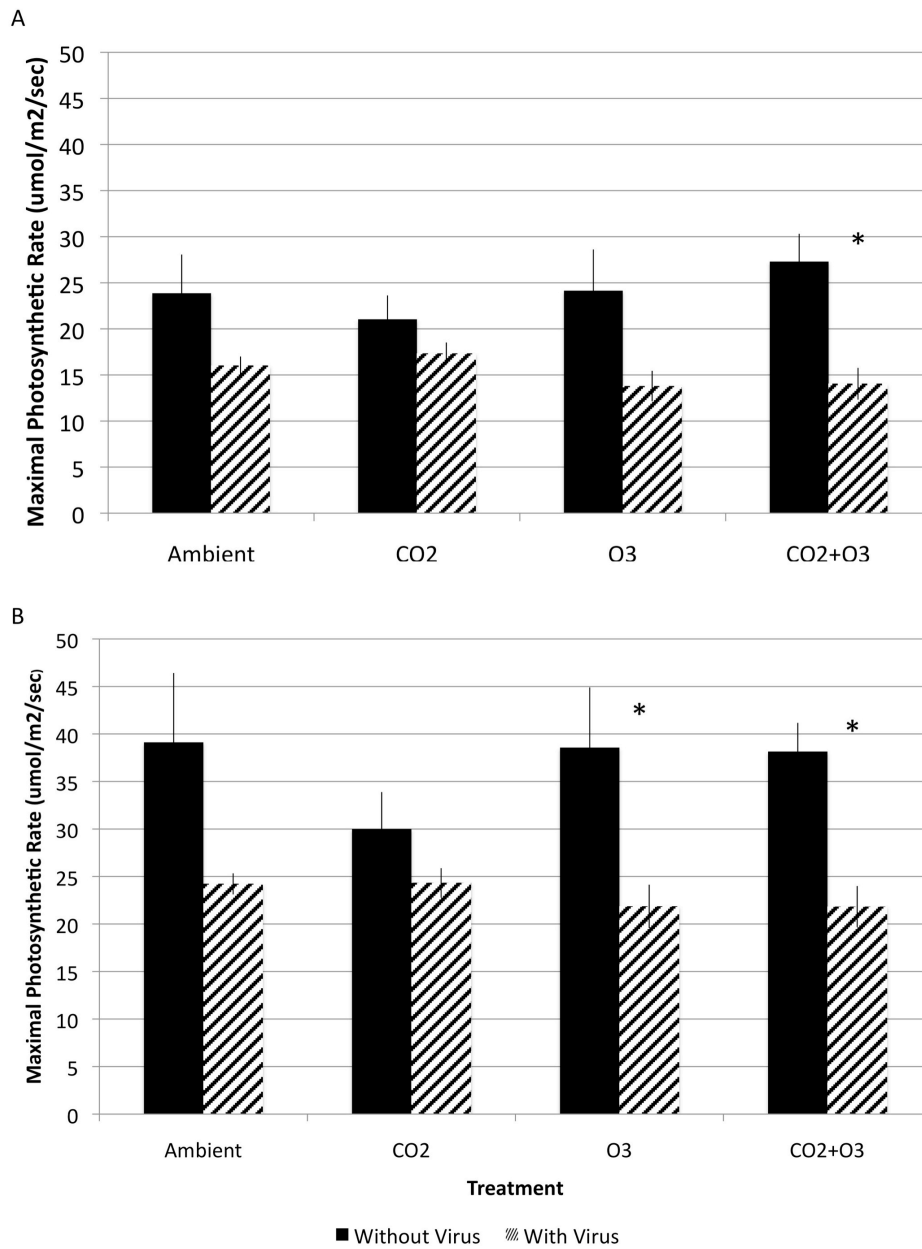 A
Maximal Photosynthetic Rate (umol/m2/sec)
50
45
40
35
30
25
20
15
10
5
0
*
Ambient
CO2
O3
CO2+O3
B
Maximal Photosynthetic Rate (umol/m2/sec)
50
45
40
35
30
25
20
15
10
5
0
*
*
Ambient
CO2
O3
CO2+O3
Treatment
Without Virus
With Virus